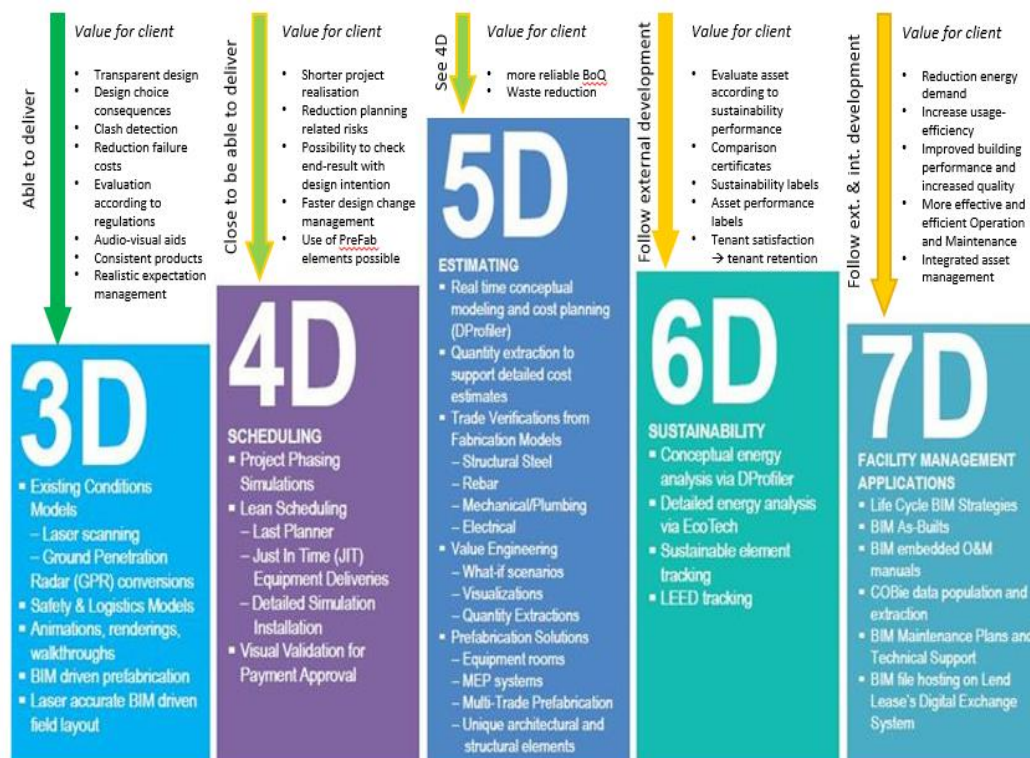 Able to deliver
Value for client
• Transparent design
• Design choice
consequences
• Clash detection
• Reduction failure
costs
• Evaluation
according to
regulations
• Audio-visual aids
• Consistent products
• Realistic expectation
management
3D
▪ Existing Conditions
Models
– Laser scanning
– Ground Penetration
Radar (GPR) conversions
▪ Safety & Logistics Models
▪ Animations, renderings,
walkthroughs
▪ BIM driven prefabrication
▪ Laser accurate BIM driven
field layout
Close to be able to deliver
Value for client
• Shorter project
realisation
• Reduction planning
related risks
• Possibility to check
end-result with
design intention
• Faster design change
management
• Use of PreFab
elements possible
4D
SCHEDULING
▪ Project Phasing
Simulations
▪ Lean Scheduling
– Last Planner
– Just In Time (JIT)
Equipment Deliveries
– Detailed Simulation
Installation
▪ Visual Validation for
Payment Approval
See 4D
Value for client
• more reliable BoQ
• Waste reduction
5D
ESTIMATING
▪ Real time conceptual
modeling and cost planning
(DProfiler)
▪ Quantity extraction to
support detailed cost
estimates
▪ Trade Verifications from
Fabrication Models
– Structural Steel
– Rebar
– Mechanical/Plumbing
– Electrical
▪ Value Engineering
– What-if scenarios
– Visualizations
– Quantity Extractions
▪ Prefabrication Solutions
– Equipment rooms
– MEP systems
– Multi-Trade Prefabrication
– Unique architectural and
structural elements
Follow external development
Value for client
• Evaluate asset
according to
sustainability
performance
• Comparison
certificates
• Sustainability labels
• Asset performance
labels
• Tenant satisfaction
→ tenant retention
6D
SUSTAINABILITY
▪ Conceptual energy
analysis via DProfiler
▪ Detailed energy analysis
via EcoTech
▪ Sustainable element
tracking
▪ LEED tracking
Follow ext. & int. development
Value for client
• Reduction energy
demand
• Increase usage-
efficiency
• Improved building
performance and
increased quality
• More effective and
efficient Operation
and Maintenance
• Integrated asset
management
7D
FACILITY MANAGEMENT
APPLICATIONS
▪ Life Cycle BIM Strategies
▪ BIM As-Builts
▪ BIM embedded O&M
manuals
▪ COBie data population and
extraction
▪ BIM Maintenance Plans and
Technical Support
▪ BIM file hosting on Lend
Lease's Digital Exchange
System